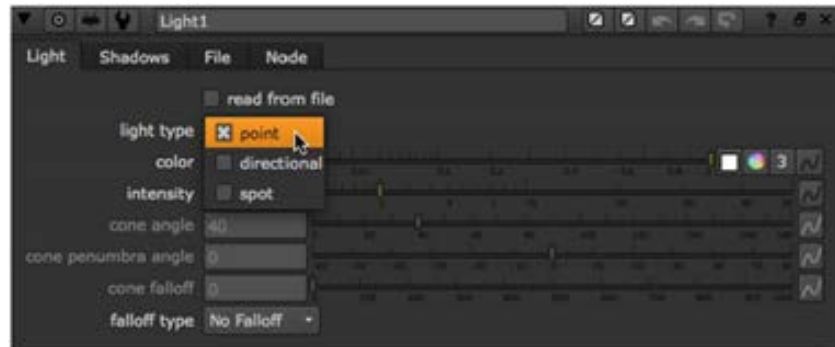 Light1
Light Shadows File Node
read from file
light type point
color directional 3
intensity spot
cone angle 40
cone penumbra angle 0
cone falloff 0
falloff type No Falloff